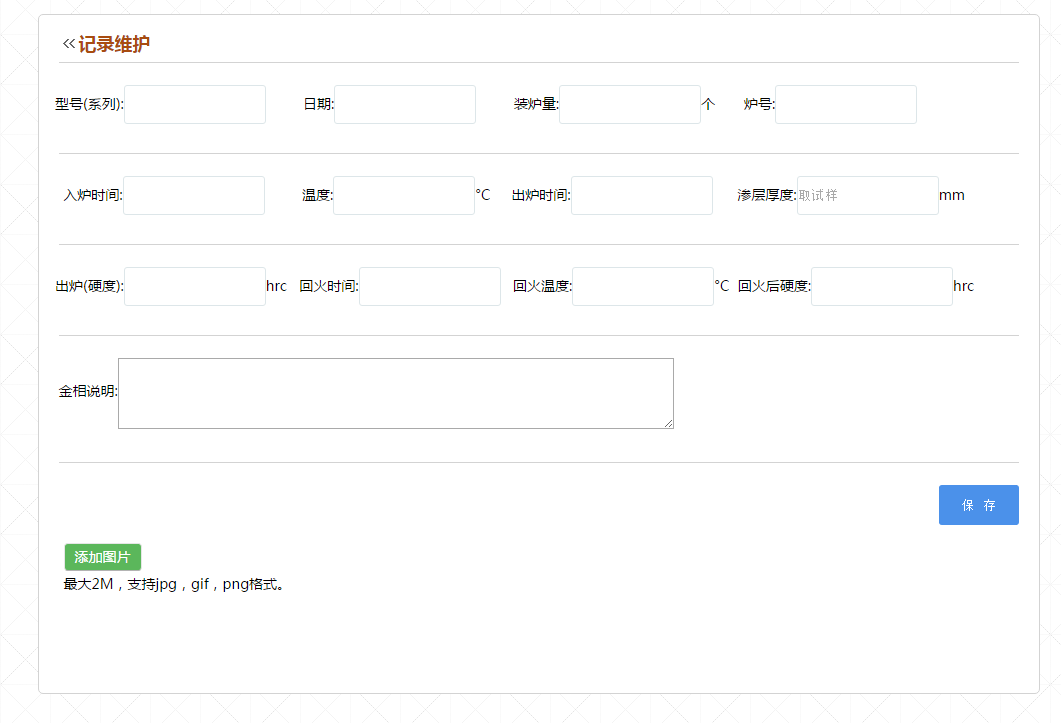 «记录维护
型号(系列): 日期: 装炉量: 个 炉号:
入炉时间: 温度: °C 出炉时间: 渗层厚度: 取试样 mm
出炉(硬度): hrc 回火时间: 回火温度: °C 回火后硬度: hrc
金相说明:
保 存
添加图片
最大2M，支持jpg，gif，png格式。